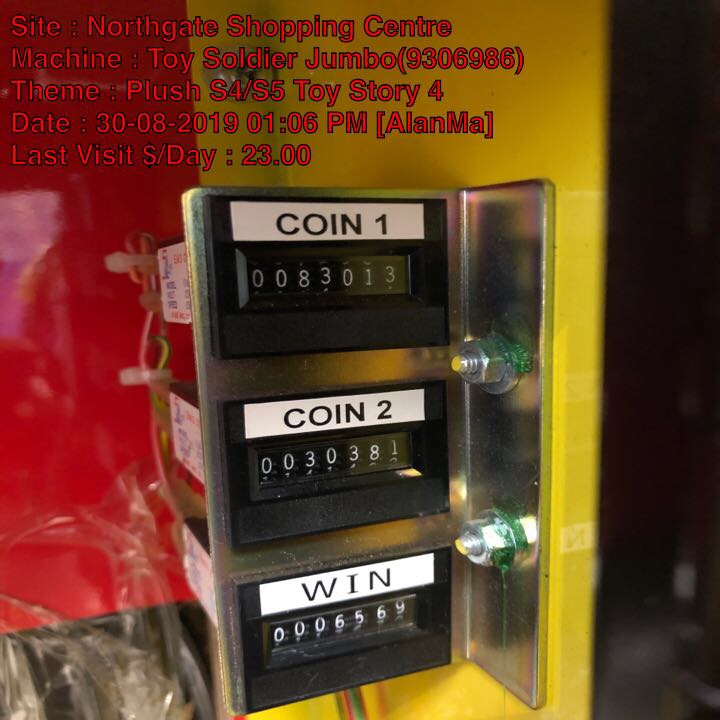 Site : Northgate Shopping Centre
Machine : Toy Soldier Jumbo(9306986)
Theme : Plush S4/S5 Toy Story 4
Date : 30-08-2019 01:06 PM [AlanMa]
Last Visit $/Day : 23.00
COIN 1
0083013
COIN 2
0030381
WIN
0006569